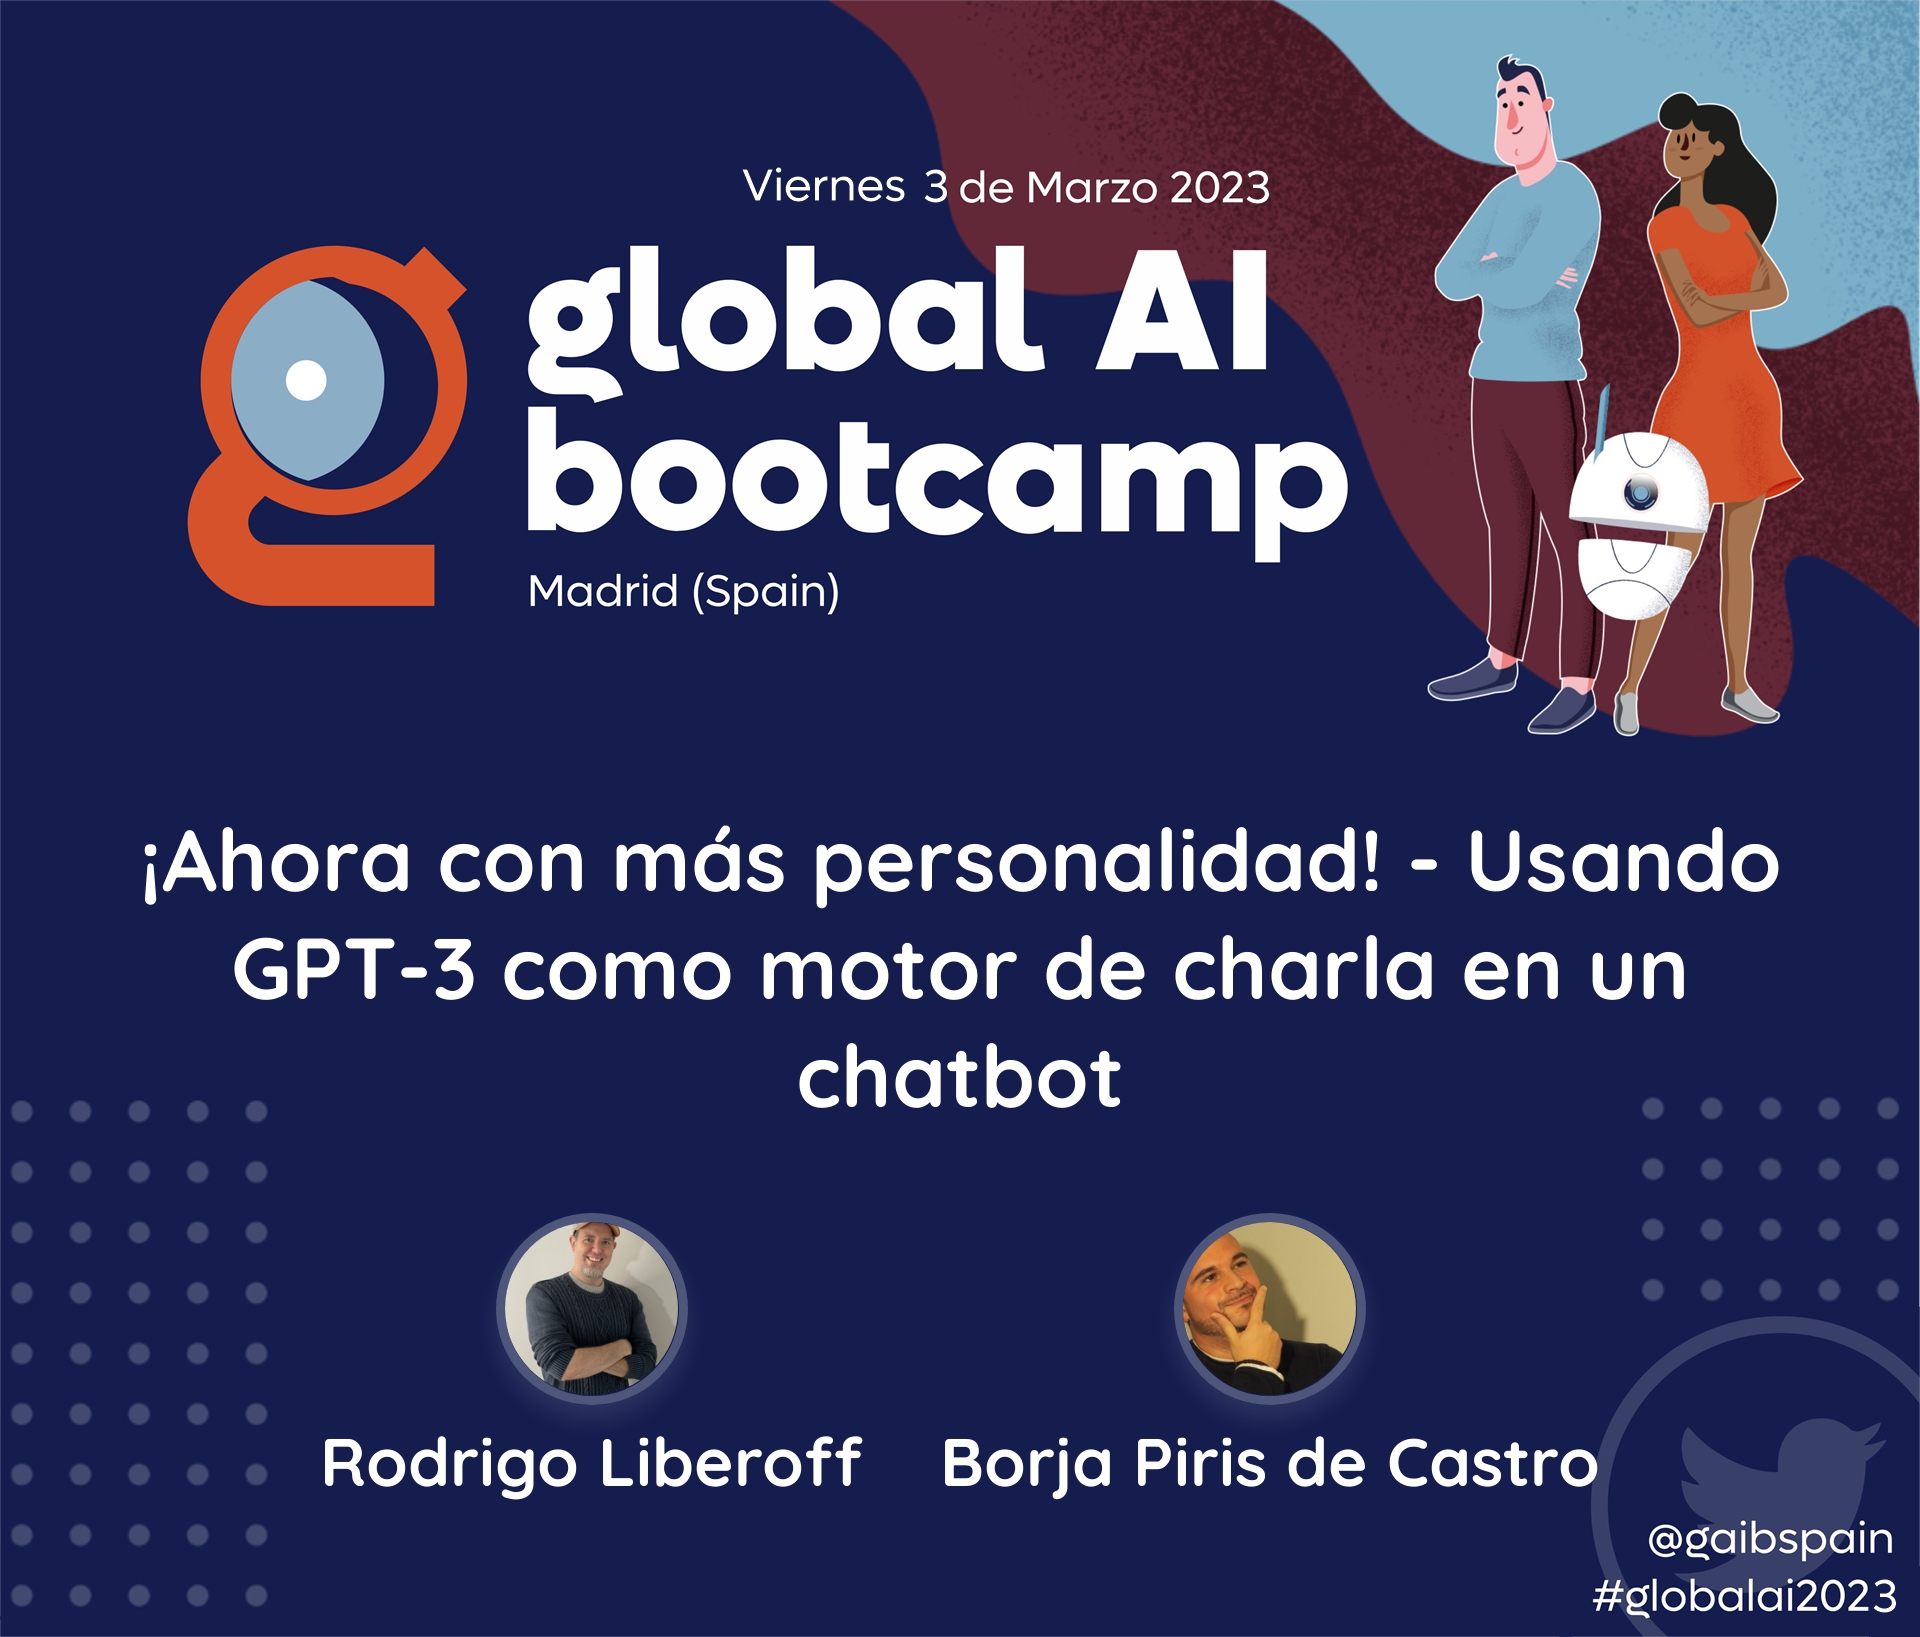 Viernes 3 de Marzo 2023
global AI
bootcamp
Madrid (Spain)
¡Ahora con más personalidad! - Usando
GPT-3 como motor de charla en un
chatbot
Rodrigo Liberoff
Borja Piris de Castro
@gaibspain
#globalai2023